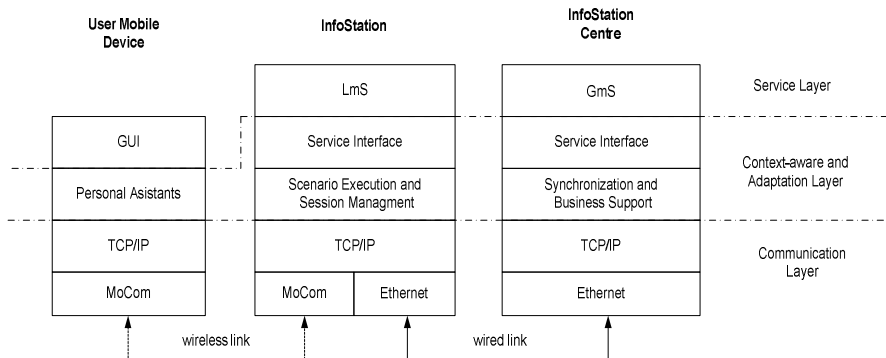 User Mobile
Device
InfoStation
InfoStation
Centre
LmS
GmS
Service Layer
GUI
Service Interface
Service Interface
Context-aware and
Adaptation Layer
Personal Asistants
Scenario Execution and
Session Managment
Synchronization and
Business Support
TCP/IP
TCP/IP
TCP/IP
Communication
Layer
MoCom
MoCom
Ethernet
Ethernet
wireless link
wired link